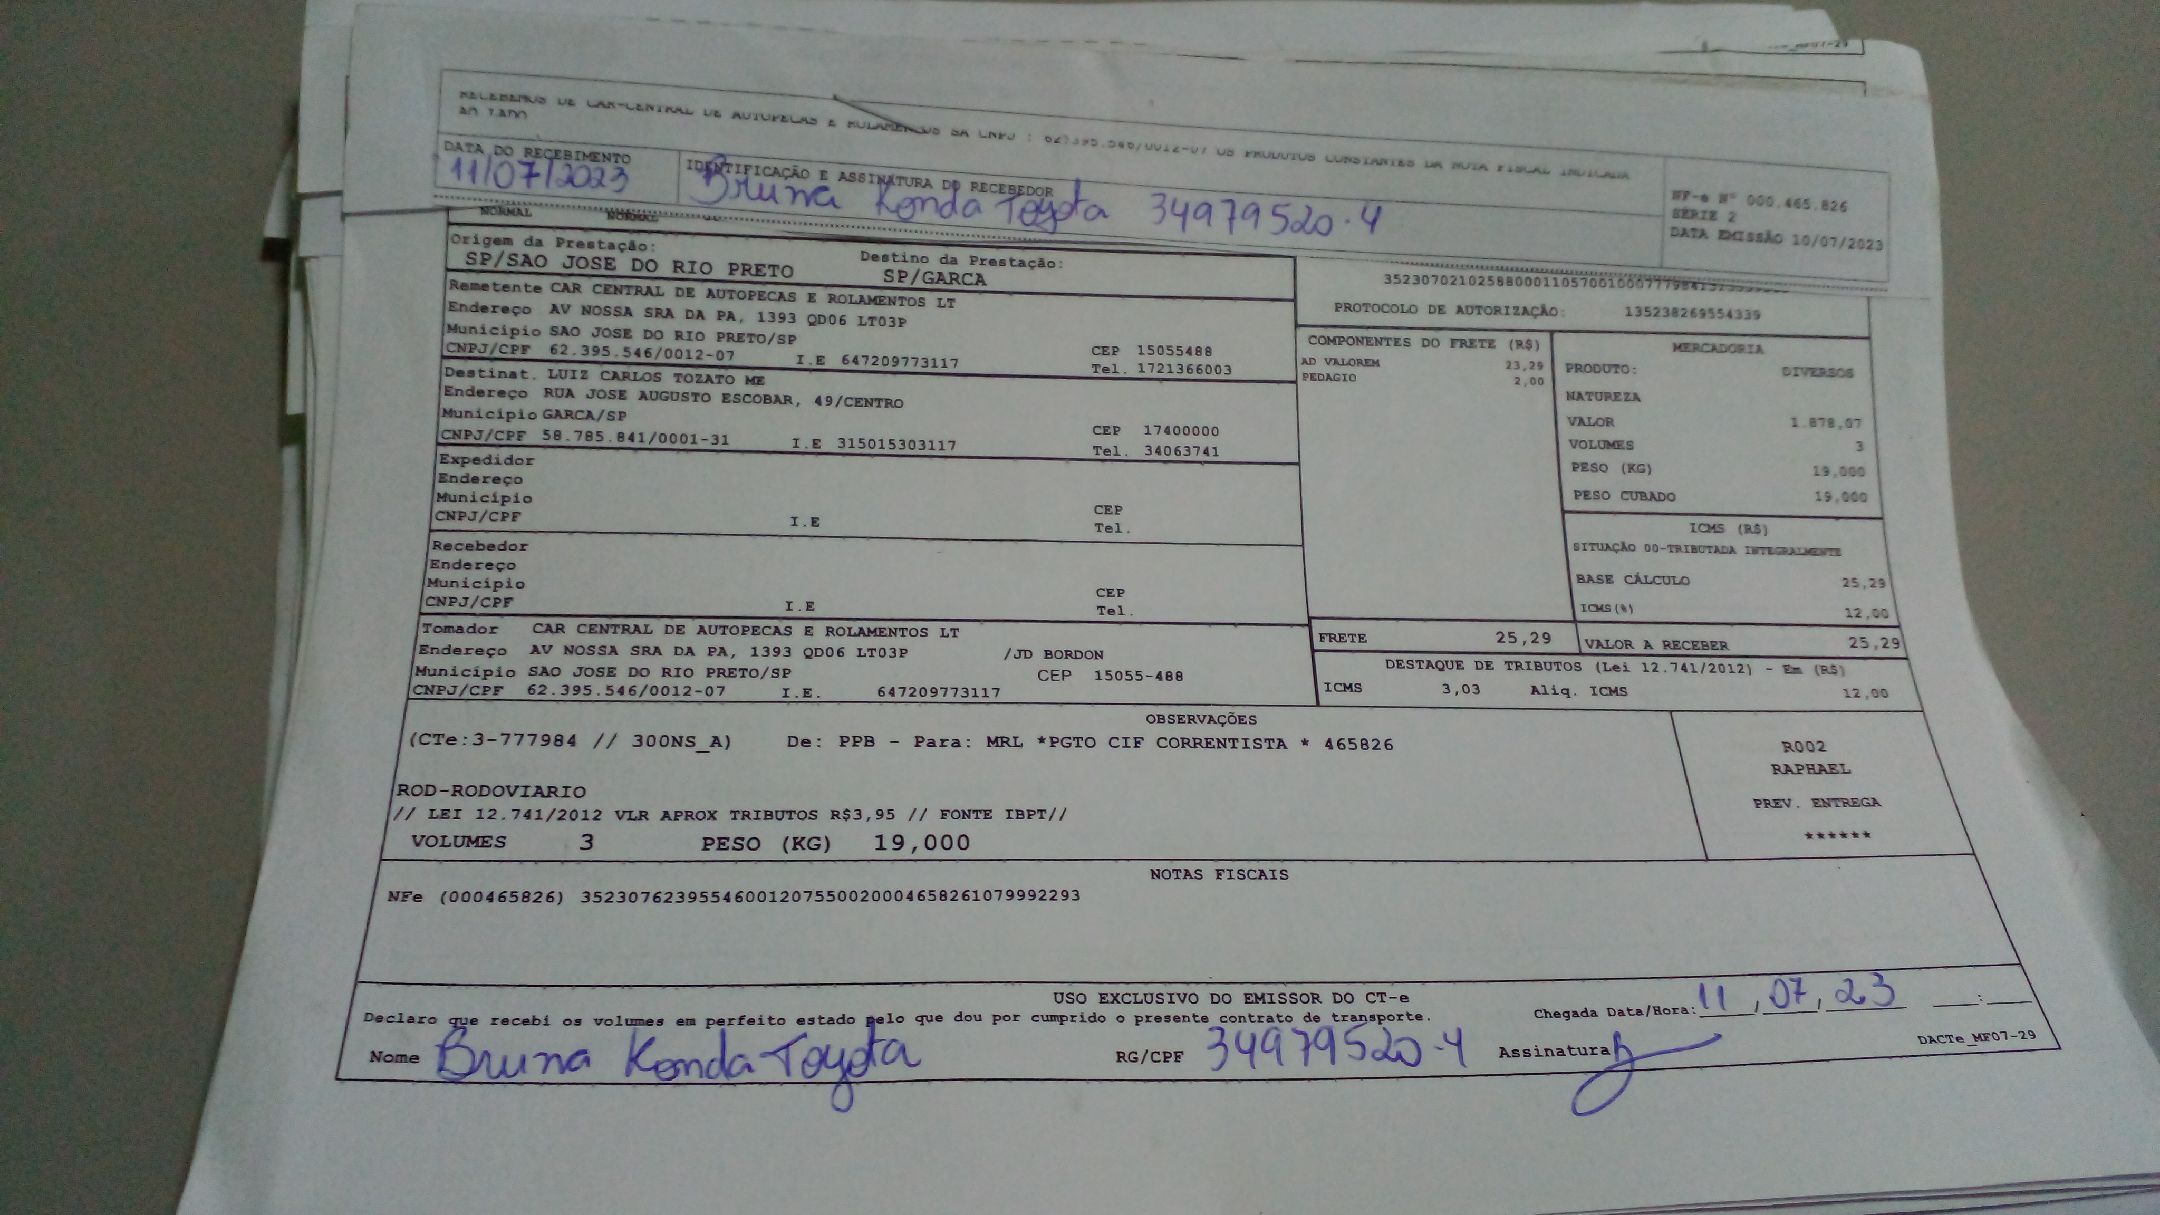 RECEBEMOS DE CAR-CENTRAL DE AUTOPECAS E ROLAMENTOS SA CNPJ : 62.395.546/0012-07 OS PRODUTOS CONSTANTES DA NOTA FISCAL INDICADA
AO LADO
DATA DO RECEBIMENTO
11/07/2023
IDENTIFICAÇÃO E ASSINATURA DO RECEBEDOR
Bruna Konda Toyota 34979520-4
NF-e Nº 000.465.826
SERIE 2
DATA EMISSÃO 10/07/2023
NORMAL NORMAL
Origem da Prestação:
SP/SAO JOSE DO RIO PRETO
Destino da Prestação:
SP/GARCA
PROTOCOLO DE AUTORIZAÇÃO: 135238269554339
Remetente CAR CENTRAL DE AUTOPECAS E ROLAMENTOS LT
Endereço AV NOSSA SRA DA PA, 1393 QD06 LT03P
Município SAO JOSE DO RIO PRETO/SP
CEP 15055488
CNPJ/CPF 62.395.546/0012-07 I.E 647209773117 Tel. 1721366003
Destinat. LUIZ CARLOS TOZATO ME
Endereço RUA JOSE AUGUSTO ESCOBAR, 49/CENTRO
Município GARCA/SP
CEP 17400000
CNPJ/CPF 58.785.841/0001-31 I.E 315015303117 Tel. 34063741
Expedidor
Endereço
Município
CEP
CNPJ/CPF I.E Tel.
Recebedor
Endereço
Município
CEP
CNPJ/CPF I.E Tel.
Tomador CAR CENTRAL DE AUTOPECAS E ROLAMENTOS LT
Endereço AV NOSSA SRA DA PA, 1393 QD06 LT03P /JD BORDON
Município SAO JOSE DO RIO PRETO/SP CEP 15055-488
CNPJ/CPF 62.395.546/0012-07 I.E. 647209773117
COMPONENTES DO FRETE (R$)
AD VALOREM 23,29
PEDAGIO 2,00
MERCADORIA
PRODUTO: DIVERSOS
NATUREZA
VALOR 1.878,07
VOLUMES 3
PESO (KG) 19,000
PESO CUBADO 19,000
ICMS (R$)
SITUAÇÃO 00-TRIBUTADA INTEGRALMENTE
BASE CÁLCULO 25,29
ICMS(%) 12,00
FRETE 25,29
VALOR A RECEBER 25,29
DESTAQUE DE TRIBUTOS (Lei 12.741/2012) - Em (R$)
ICMS 3,03 Aliq. ICMS 12,00
OBSERVAÇÕES
(CTe:3-777984 // 300NS_A) De: PPB - Para: MRL *PGTO CIF CORRENTISTA * 465826
ROD-RODOVIARIO
// LEI 12.741/2012 VLR APROX TRIBUTOS R$3,95 // FONTE IBPT//
VOLUMES 3 PESO (KG) 19,000
R002
RAPHAEL
PREV. ENTREGA
******
NOTAS FISCAIS
NFe (000465826) 35230762395546001207550020004658261079992293
USO EXCLUSIVO DO EMISSOR DO CT-e
Declaro que recebi os volumes em perfeito estado pelo que dou por cumprido o presente contrato de transporte.
Chegada Data/Hora: 11 / 07 / 23 __:__
Nome Bruna Konda Toyota RG/CPF 34979520-4 Assinatura
DACTe_MF07-29